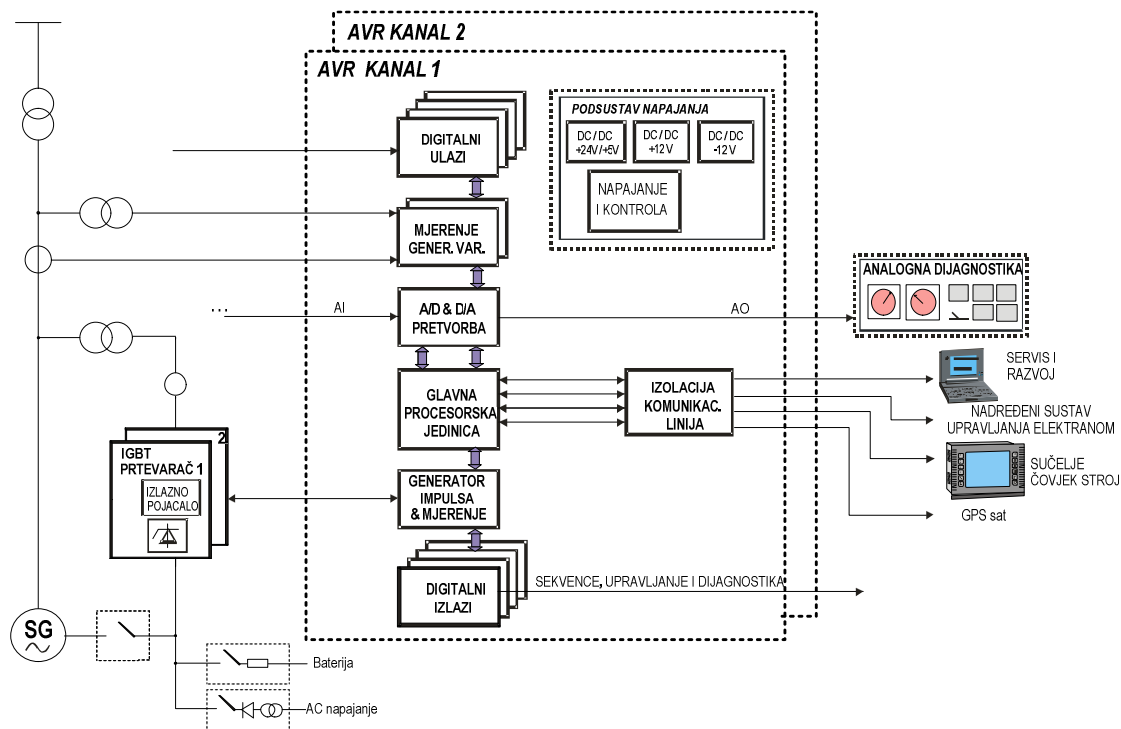 AVR KANAL 2
AVR KANAL 1
DIGITALNI
ULAZI
PODSUSTAV NAPAJANJA
DC / DC
+24V/+5V
DC / DC
+12 V
DC / DC
-12 V
NAPAJANJE
I KONTROLA
MJERENJE
GENER. VAR.
...
AI
A/D & D/A
PRETVORBA
AO
ANALOGNA DIJAGNOSTIKA
GLAVNA
PROCESORSKA
JEDINICA
IZOLACIJA
KOMUNIKAC.
LINIJA
SERVIS I
RAZVOJ
NADREĐENI SUSTAV
UPRAVLJANJA ELEKTRANOM
SUČELJE
ČOVJEK STROJ
GPS sat
2
IGBT
PRTEVARAČ 1
IZLAZNO
POJACALO
GENERATOR
IMPULSA
& MJERENJE
DIGITALNI
IZLAZI
SEKVENCE, UPRAVLJANJE I DIJAGNOSTIKA
SG
Baterija
AC napajanje